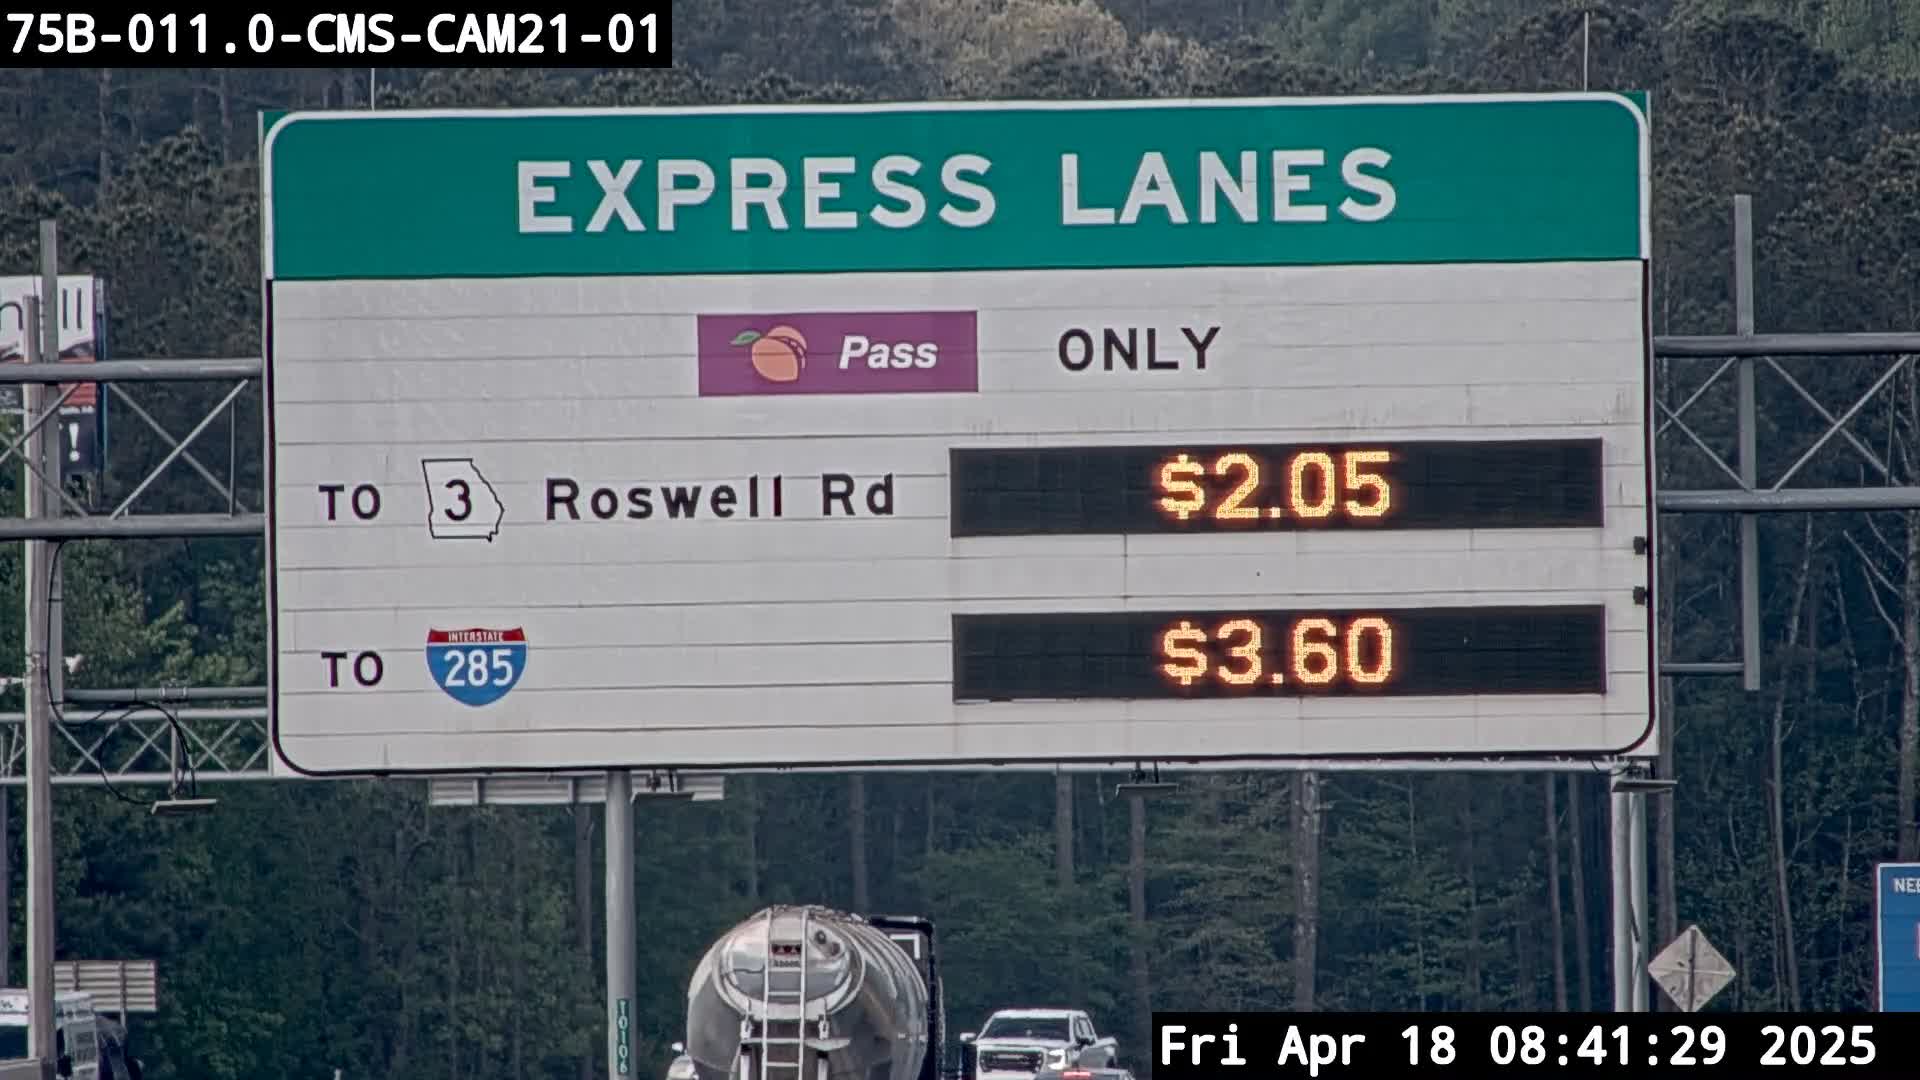 75B-011.0-CMS-CAM21-01
EXPRESS LANES
Pass ONLY
TO 3 Roswell Rd $2.05
TO INTERSTATE 285 $3.60
Fri Apr 18 08:41:29 2025